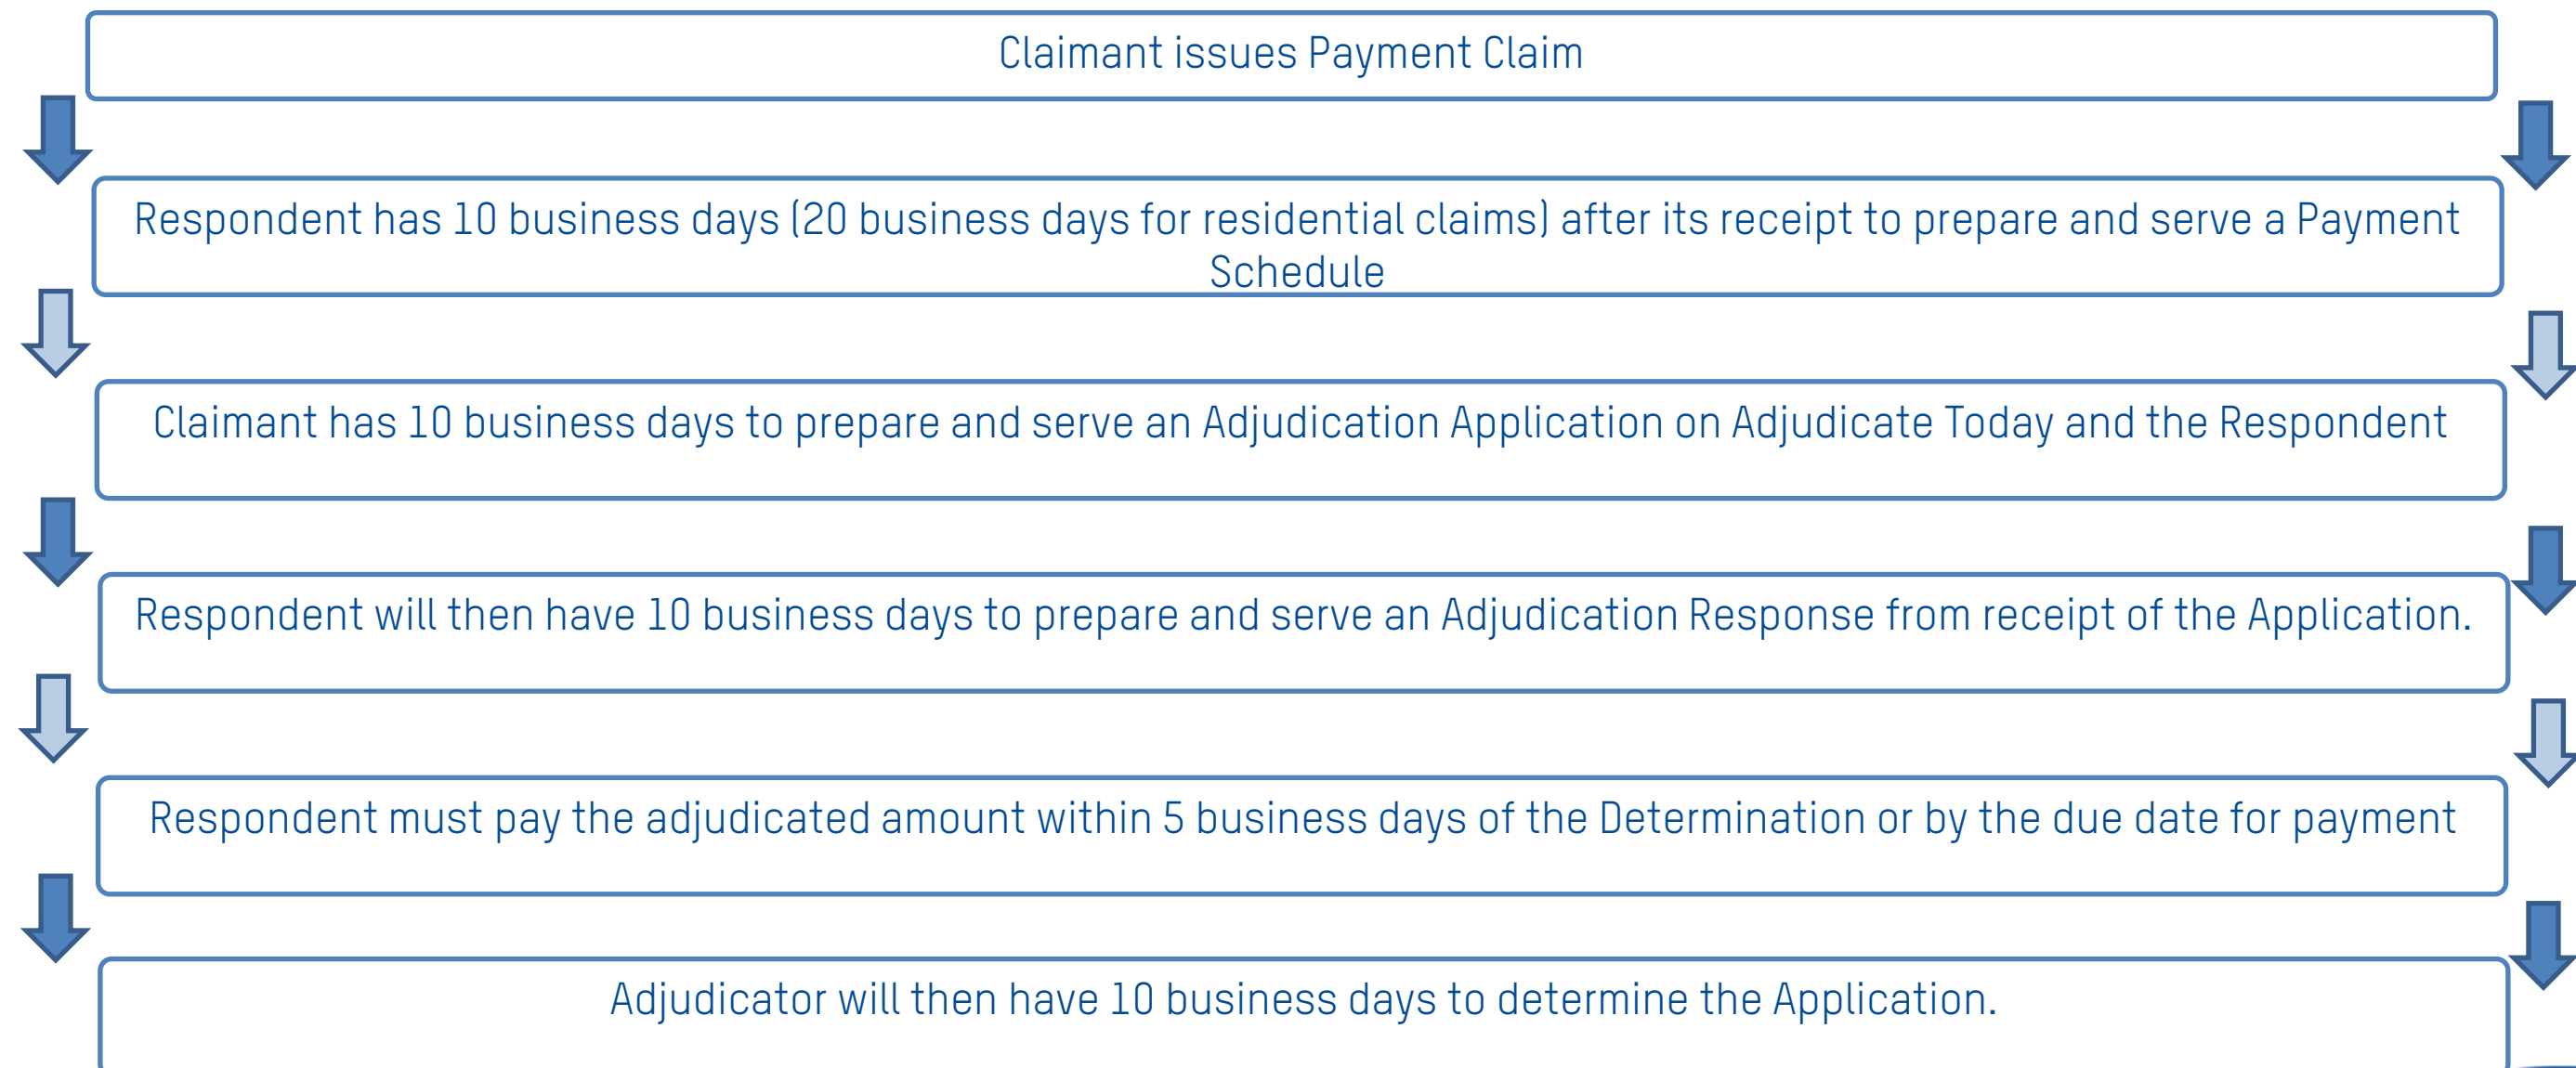 Claimant issues Payment Claim
Respondent has 10 business days (20 business days for residential claims) after its receipt to prepare and serve a Payment
Schedule
Claimant has 10 business days to prepare and serve an Adjudication Application on Adjudicate Today and the Respondent
Respondent will then have 10 business days to prepare and serve an Adjudication Response from receipt of the Application.
Respondent must pay the adjudicated amount within 5 business days of the Determination or by the due date for payment
Adjudicator will then have 10 business days to determine the Application.